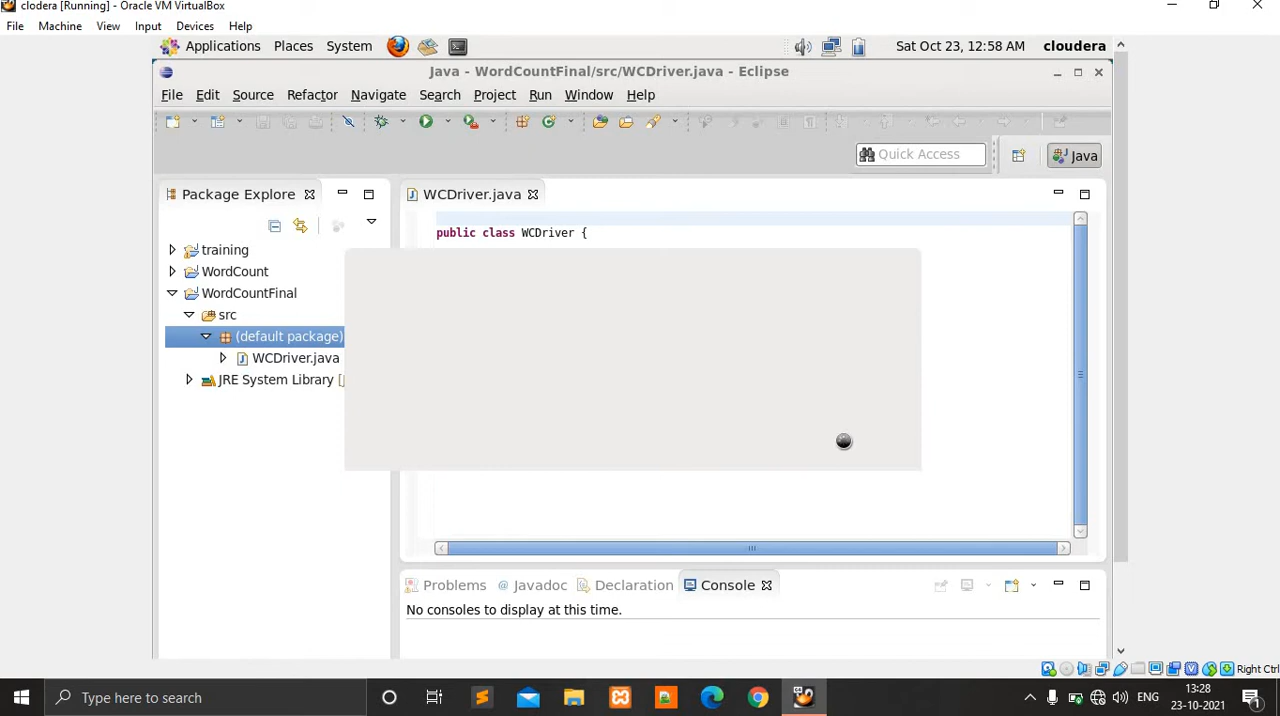 clodera [Running] - Oracle VM VirtualBox
File Machine View Input Devices Help
Applications Places System Sat Oct 23, 12:58 AM cloudera
Java - WordCountFinal/src/WCDriver.java - Eclipse
File Edit Source Refactor Navigate Search Project Run Window Help
Quick Access Java
Package Explore WCDriver.java
training
WordCount
WordCountFinal
src
(default package)
WCDriver.java
JRE System Library [
public class WCDriver {
Problems @ Javadoc Declaration Console
No consoles to display at this time.
Right Ctrl
Type here to search
ENG
13:28
23-10-2021
1